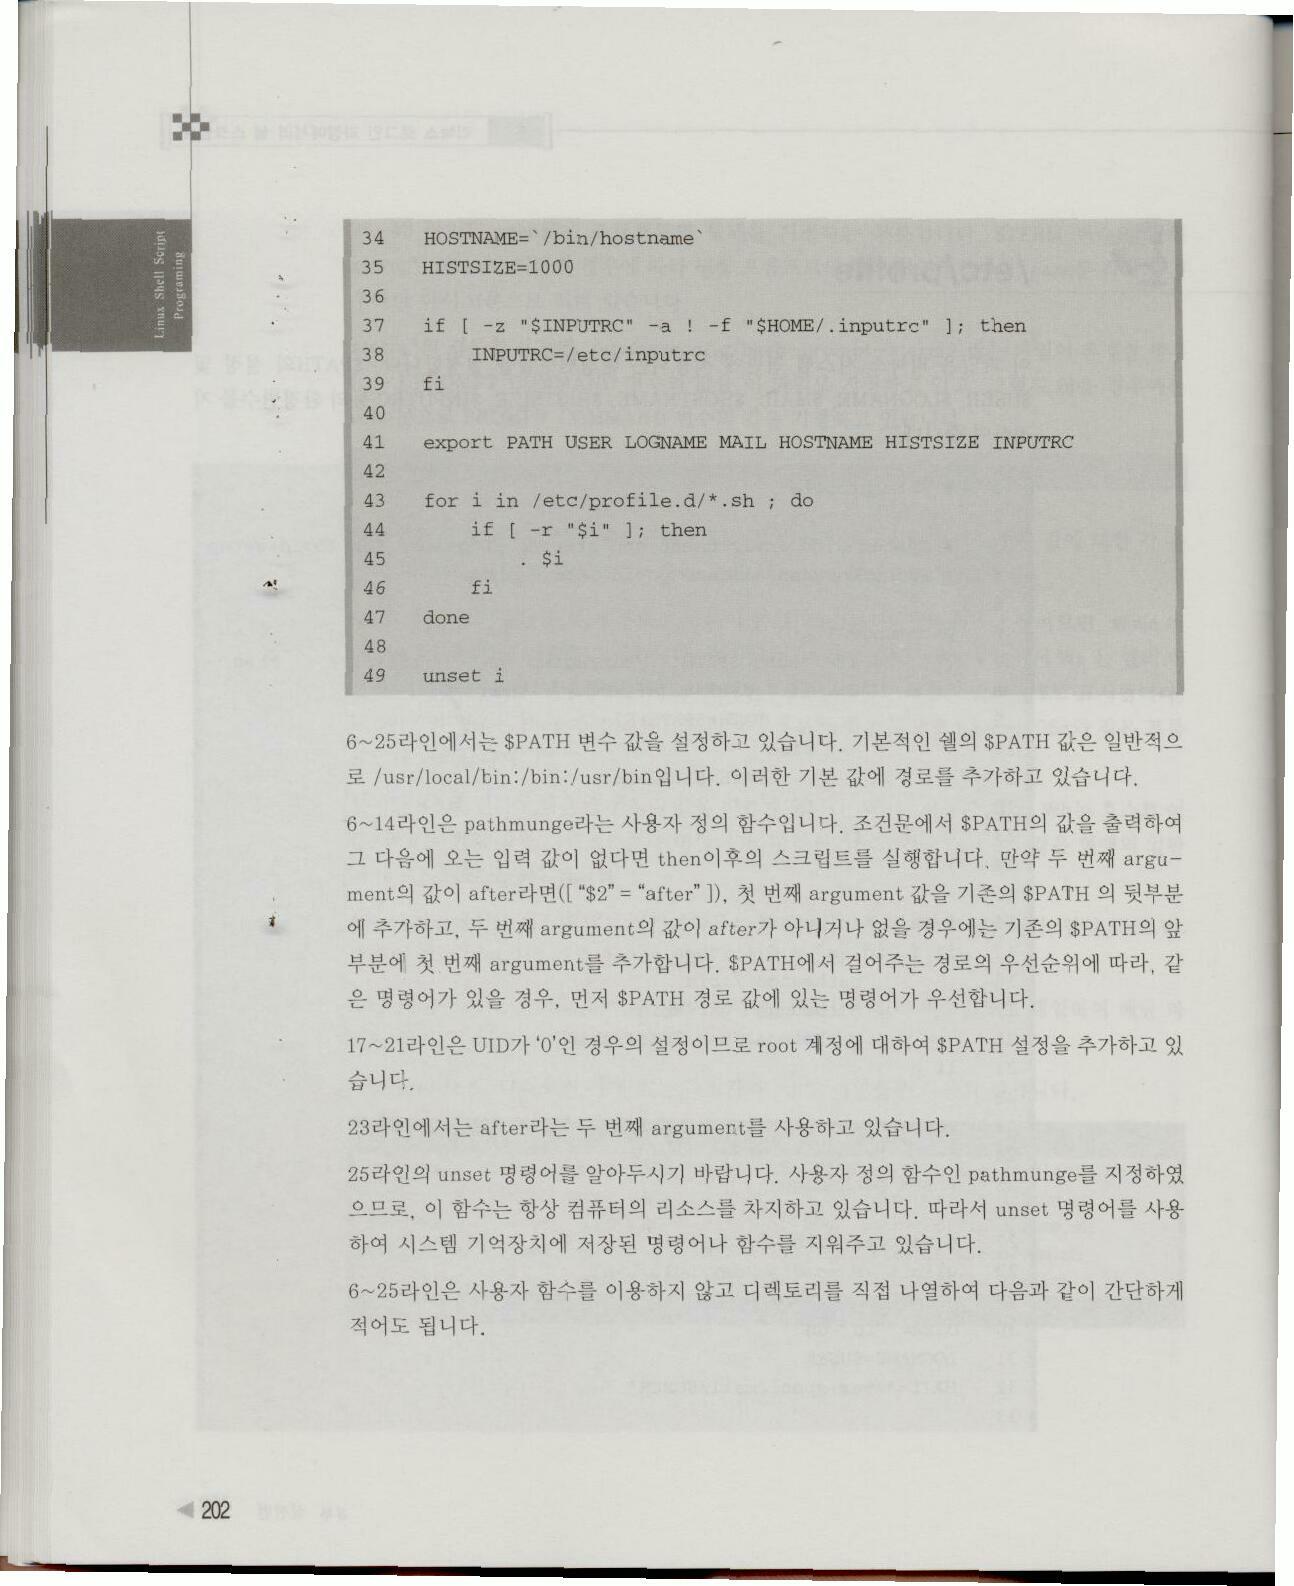 Linux Shell Script
Programing
34 HOSTNAME=`/bin/hostname`
35 HISTSIZE=1000
36
37 if [ -z "$INPUTRC" -a ! -f "$HOME/.inputrc" ]; then
38 INPUTRC=/etc/inputrc
39 fi
40
41 export PATH USER LOGNAME MAIL HOSTNAME HISTSIZE INPUTRC
42
43 for i in /etc/profile.d/*.sh ; do
44 if [ -r "$i" ]; then
45 . $i
46 fi
47 done
48
49 unset i
6~25라인에서는 $PATH 변수 값을 설정하고 있습니다. 기본적인 쉘의 $PATH 값은 일반적으
로 /usr/local/bin:/bin:/usr/bin입니다. 이러한 기본 값에 경로를 추가하고 있습니다.
6~14라인은 pathmunge라는 사용자 정의 함수입니다. 조건문에서 $PATH의 값을 출력하여
그 다음에 오는 입력 값이 없다면 then이후의 스크립트를 실행합니다. 만약 두 번째 argu-
ment의 값이 after라면([ “$2” = “after” ]), 첫 번째 argument 값을 기존의 $PATH 의 뒷부분
에 추가하고, 두 번째 argument의 값이 after가 아니거나 없을 경우에는 기존의 $PATH의 앞
부분에 첫 번째 argument를 추가합니다. $PATH에서 걸어주는 경로의 우선순위에 따라, 같
은 명령어가 있을 경우, 먼저 $PATH 경로 값에 있는 명령어가 우선합니다.
17~21라인은 UID가 ‘0’인 경우의 설정이므로 root 계정에 대하여 $PATH 설정을 추가하고 있
습니다.
23라인에서는 after라는 두 번째 argument를 사용하고 있습니다.
25라인의 unset 명령어를 알아두시기 바랍니다. 사용자 정의 함수인 pathmunge를 지정하였
으므로, 이 함수는 항상 컴퓨터의 리소스를 차지하고 있습니다. 따라서 unset 명령어를 사용
하여 시스템 기억장치에 저장된 명령어나 함수를 지워주고 있습니다.
6~25라인은 사용자 함수를 이용하지 않고 디렉토리를 직접 나열하여 다음과 같이 간단하게
적어도 됩니다.
202